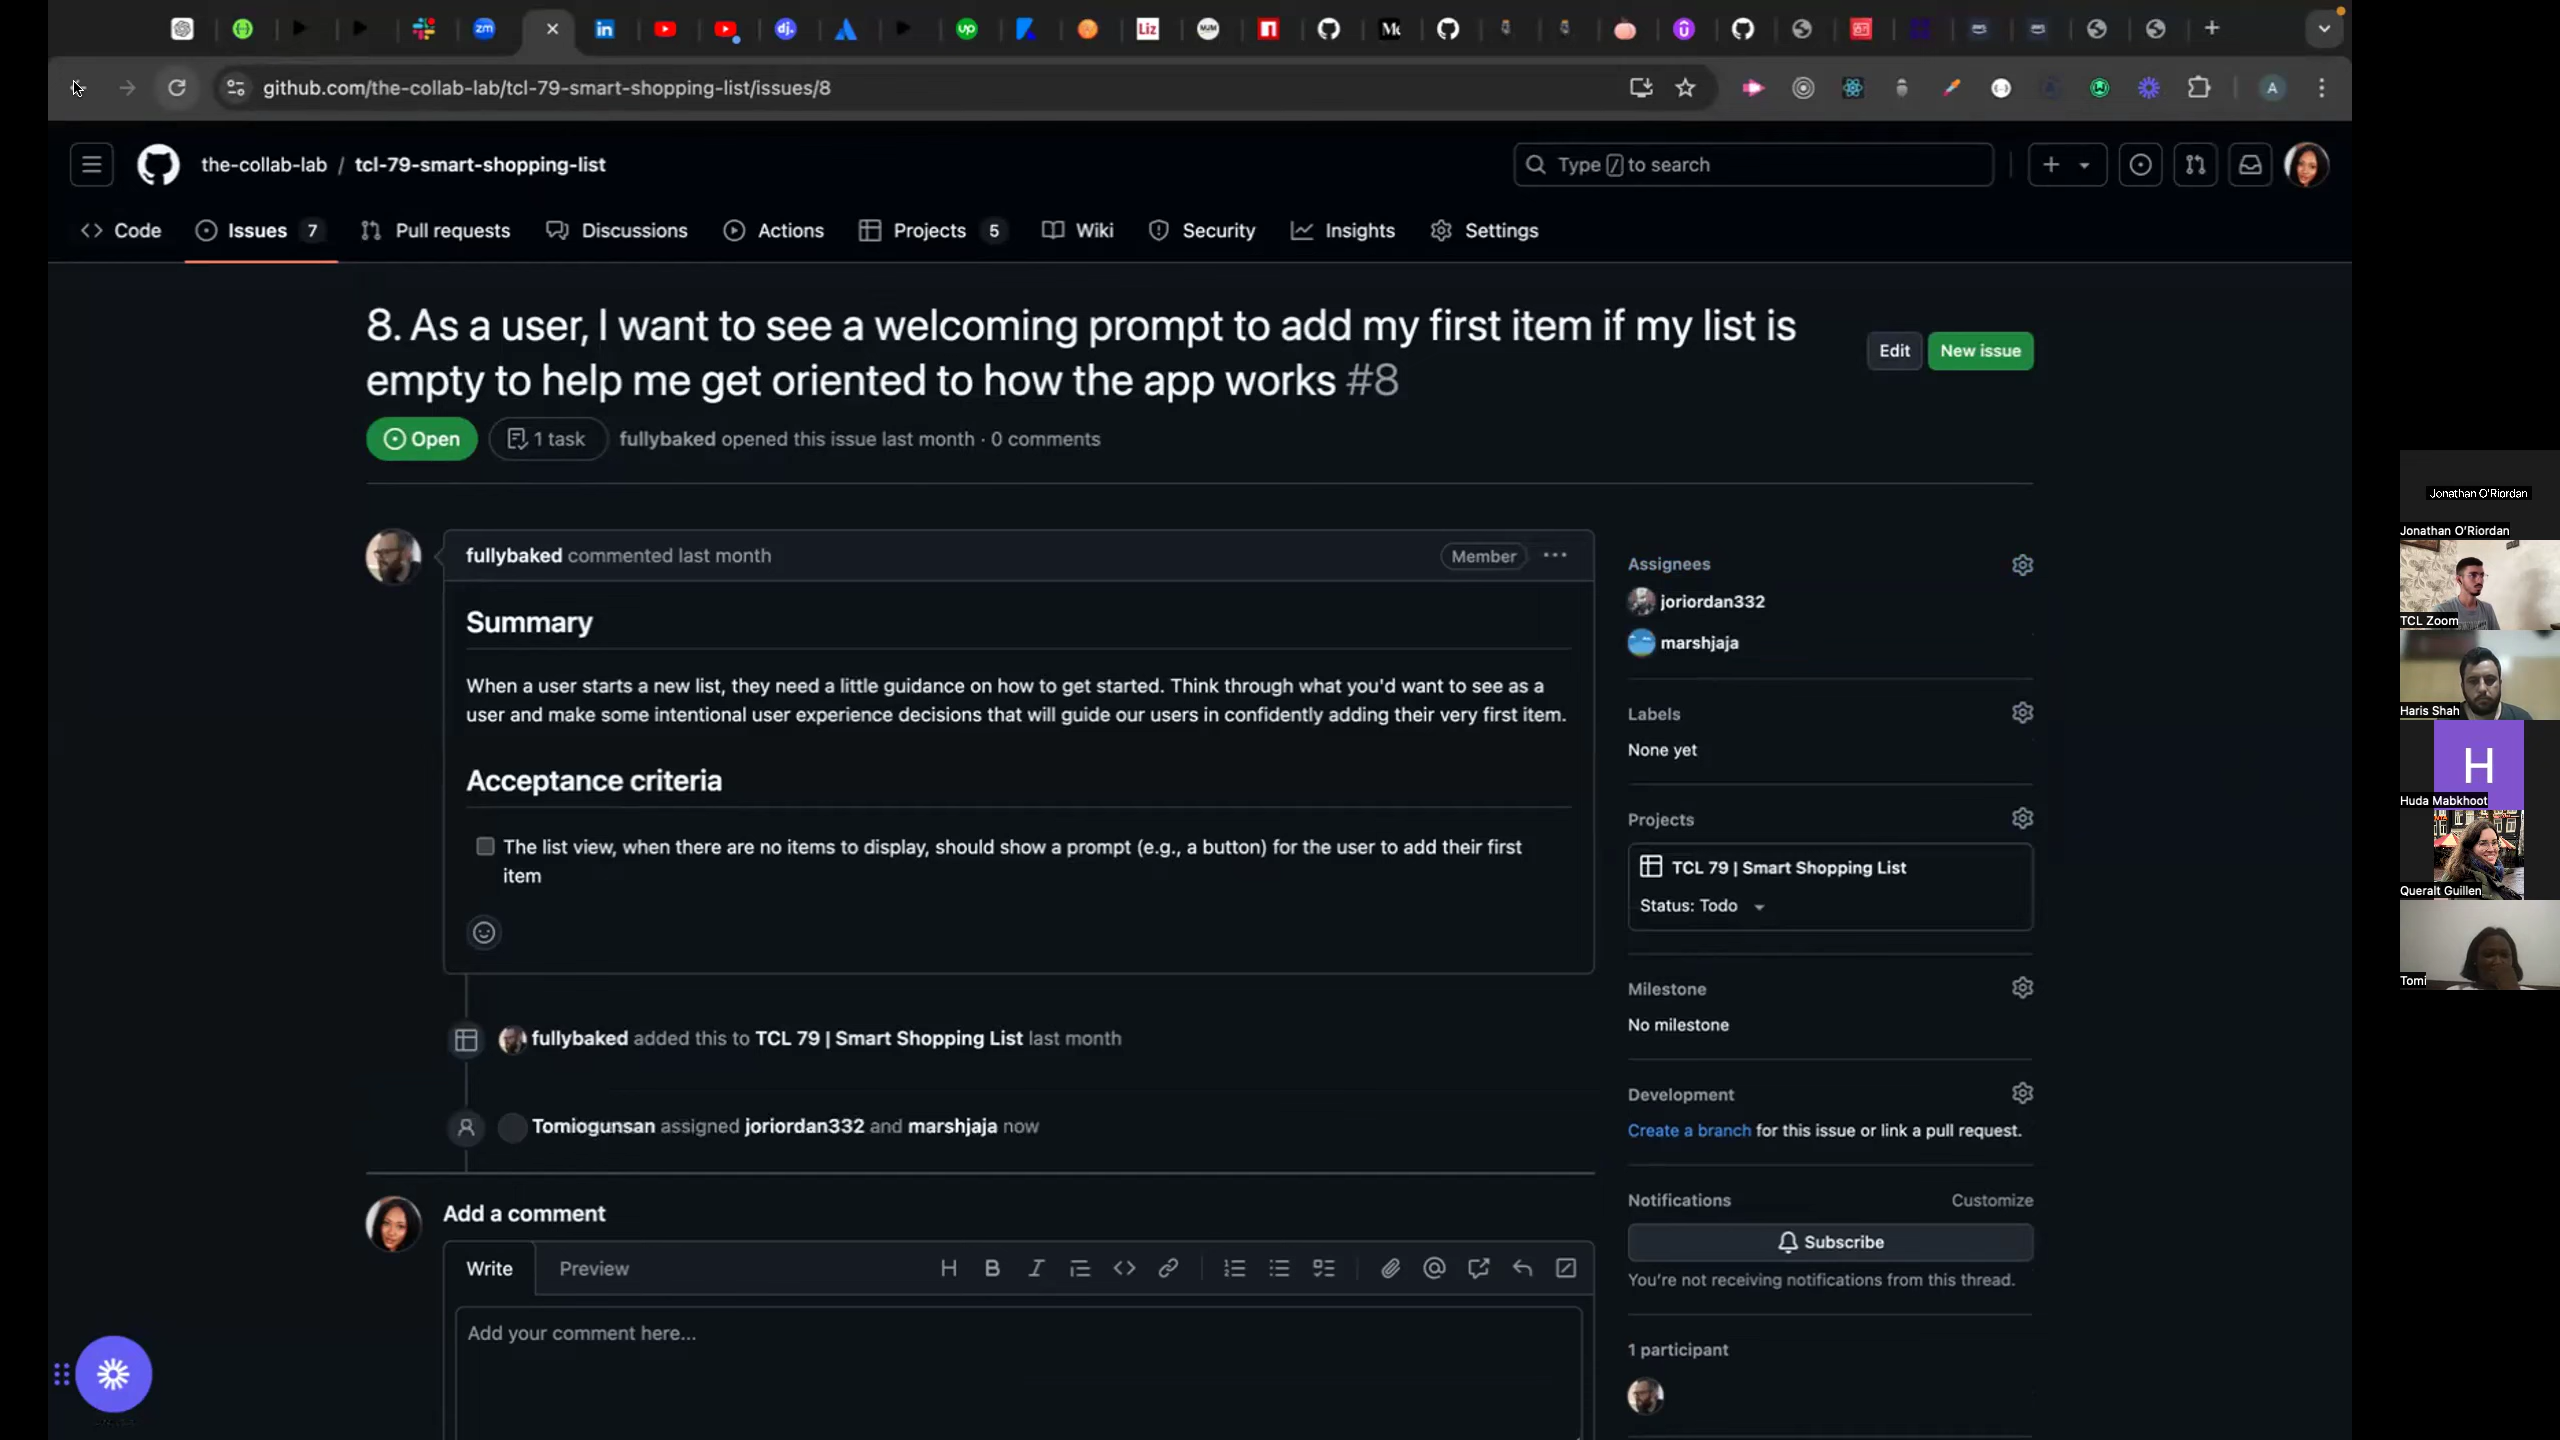 github.com/the-collab-lab/tcl-79-smart-shopping-list/issues/8
A
the-collab-lab / tcl-79-smart-shopping-list
Type / to search
Code
Issues 7
Pull requests
Discussions
Actions
Projects 5
Wiki
Security
Insights
Settings
8. As a user, I want to see a welcoming prompt to add my first item if my list is
empty to help me get oriented to how the app works #8
Edit
New issue
Open
1 task
fullybaked opened this issue last month · 0 comments
fullybaked commented last month
Member
Summary
When a user starts a new list, they need a little guidance on how to get started. Think through what you'd want to see as a
user and make some intentional user experience decisions that will guide our users in confidently adding their very first item.
Acceptance criteria
The list view, when there are no items to display, should show a prompt (e.g., a button) for the user to add their first
item
fullybaked added this to TCL 79 | Smart Shopping List last month
Tomiogunsan assigned joriordan332 and marshjaja now
Add a comment
Write
Preview
H B I
Add your comment here...
Assignees
joriordan332
marshjaja
Labels
None yet
Projects
TCL 79 | Smart Shopping List
Status: Todo
Milestone
No milestone
Development
Create a branch for this issue or link a pull request.
Notifications
Customize
Subscribe
You're not receiving notifications from this thread.
1 participant
Jonathan O'Riordan
Jonathan O'Riordan
TCL Zoom
Haris Shah
H
Huda Mabkhoot
Queralt Guillen
Tomi